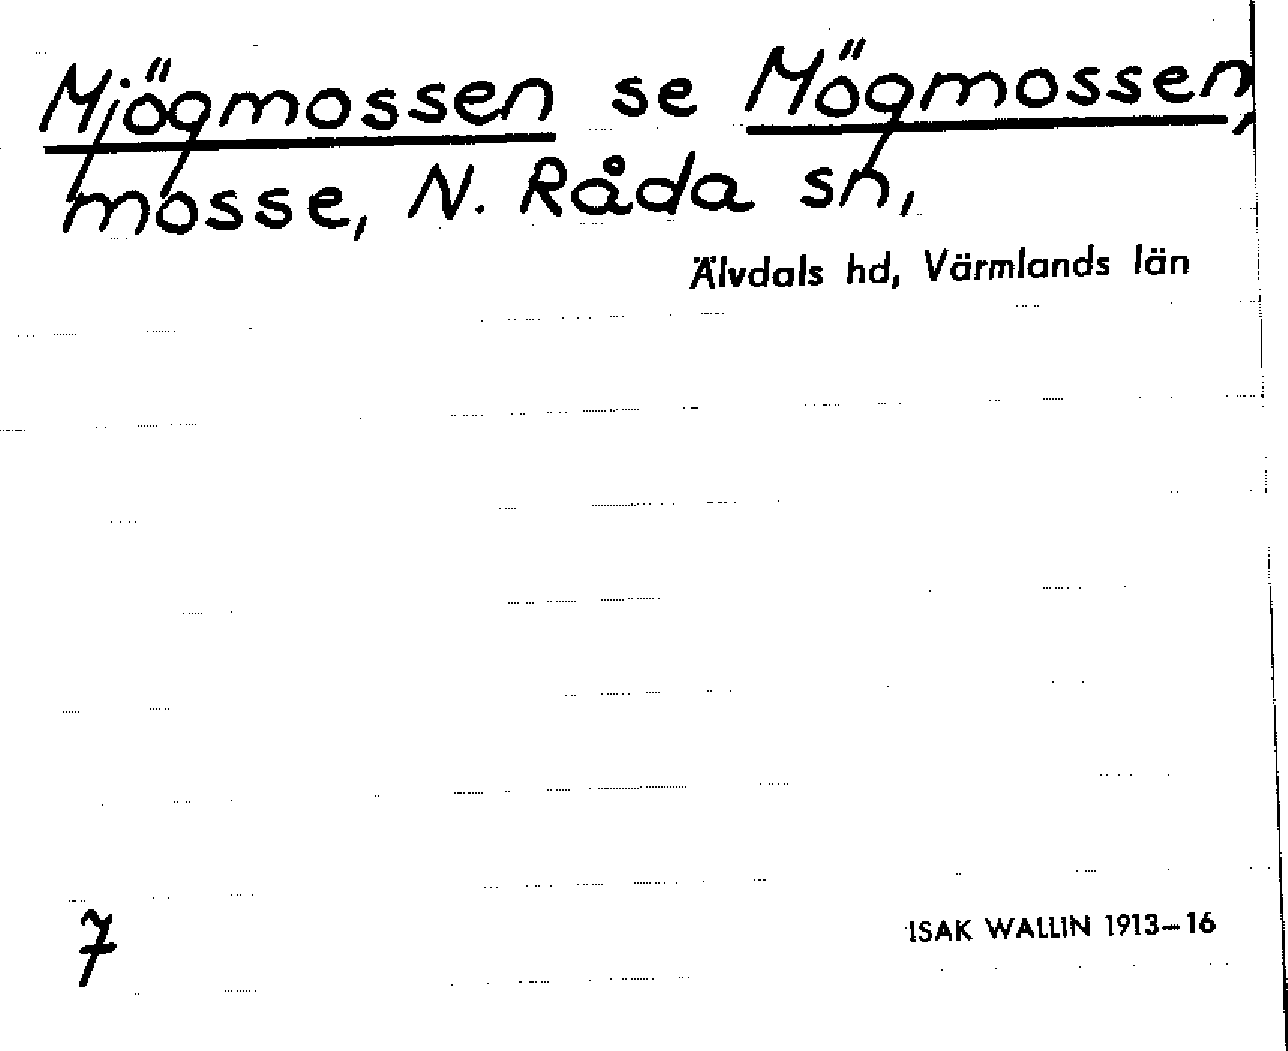 Mjögmossen se Mögmossen,
mosse, N. Råda sn,
Älvdals hd, Värmlands län
7
ISAK WALLIN 1913–16